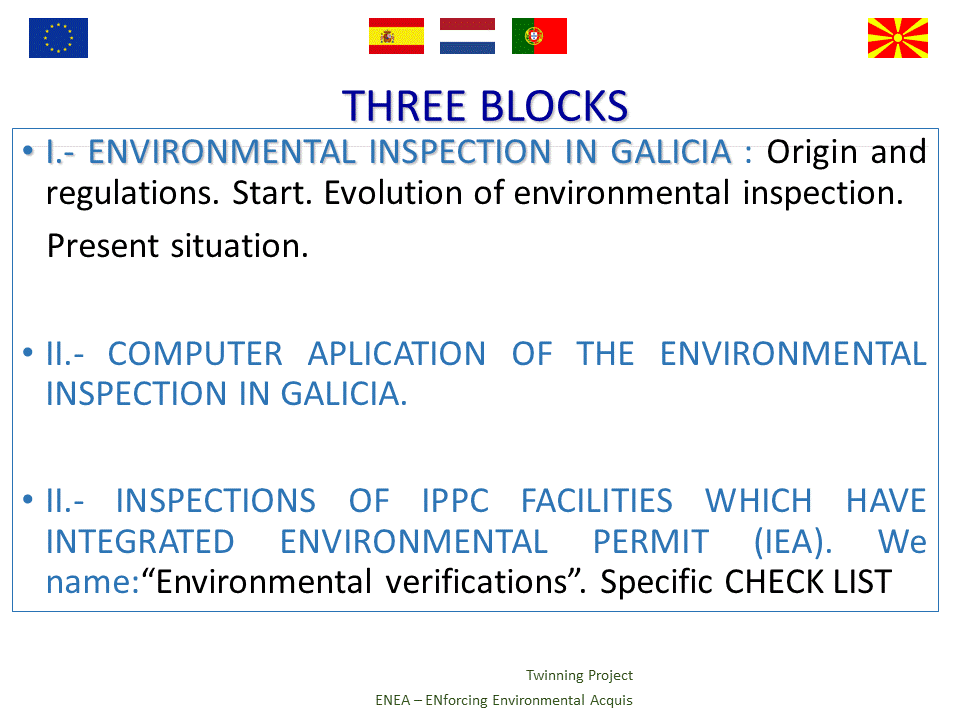 THREE BLOCKS
• I.- ENVIRONMENTAL INSPECTION IN GALICIA : Origin and
regulations. Start. Evolution of environmental inspection.
Present situation.
• II.- COMPUTER APLICATION OF THE ENVIRONMENTAL
INSPECTION IN GALICIA.
• II.- INSPECTIONS OF IPPC FACILITIES WHICH HAVE
INTEGRATED ENVIRONMENTAL PERMIT (IEA). We
name:“Environmental verifications”. Specific CHECK LIST
Twinning Project
ENEA – ENforcing Environmental Acquis